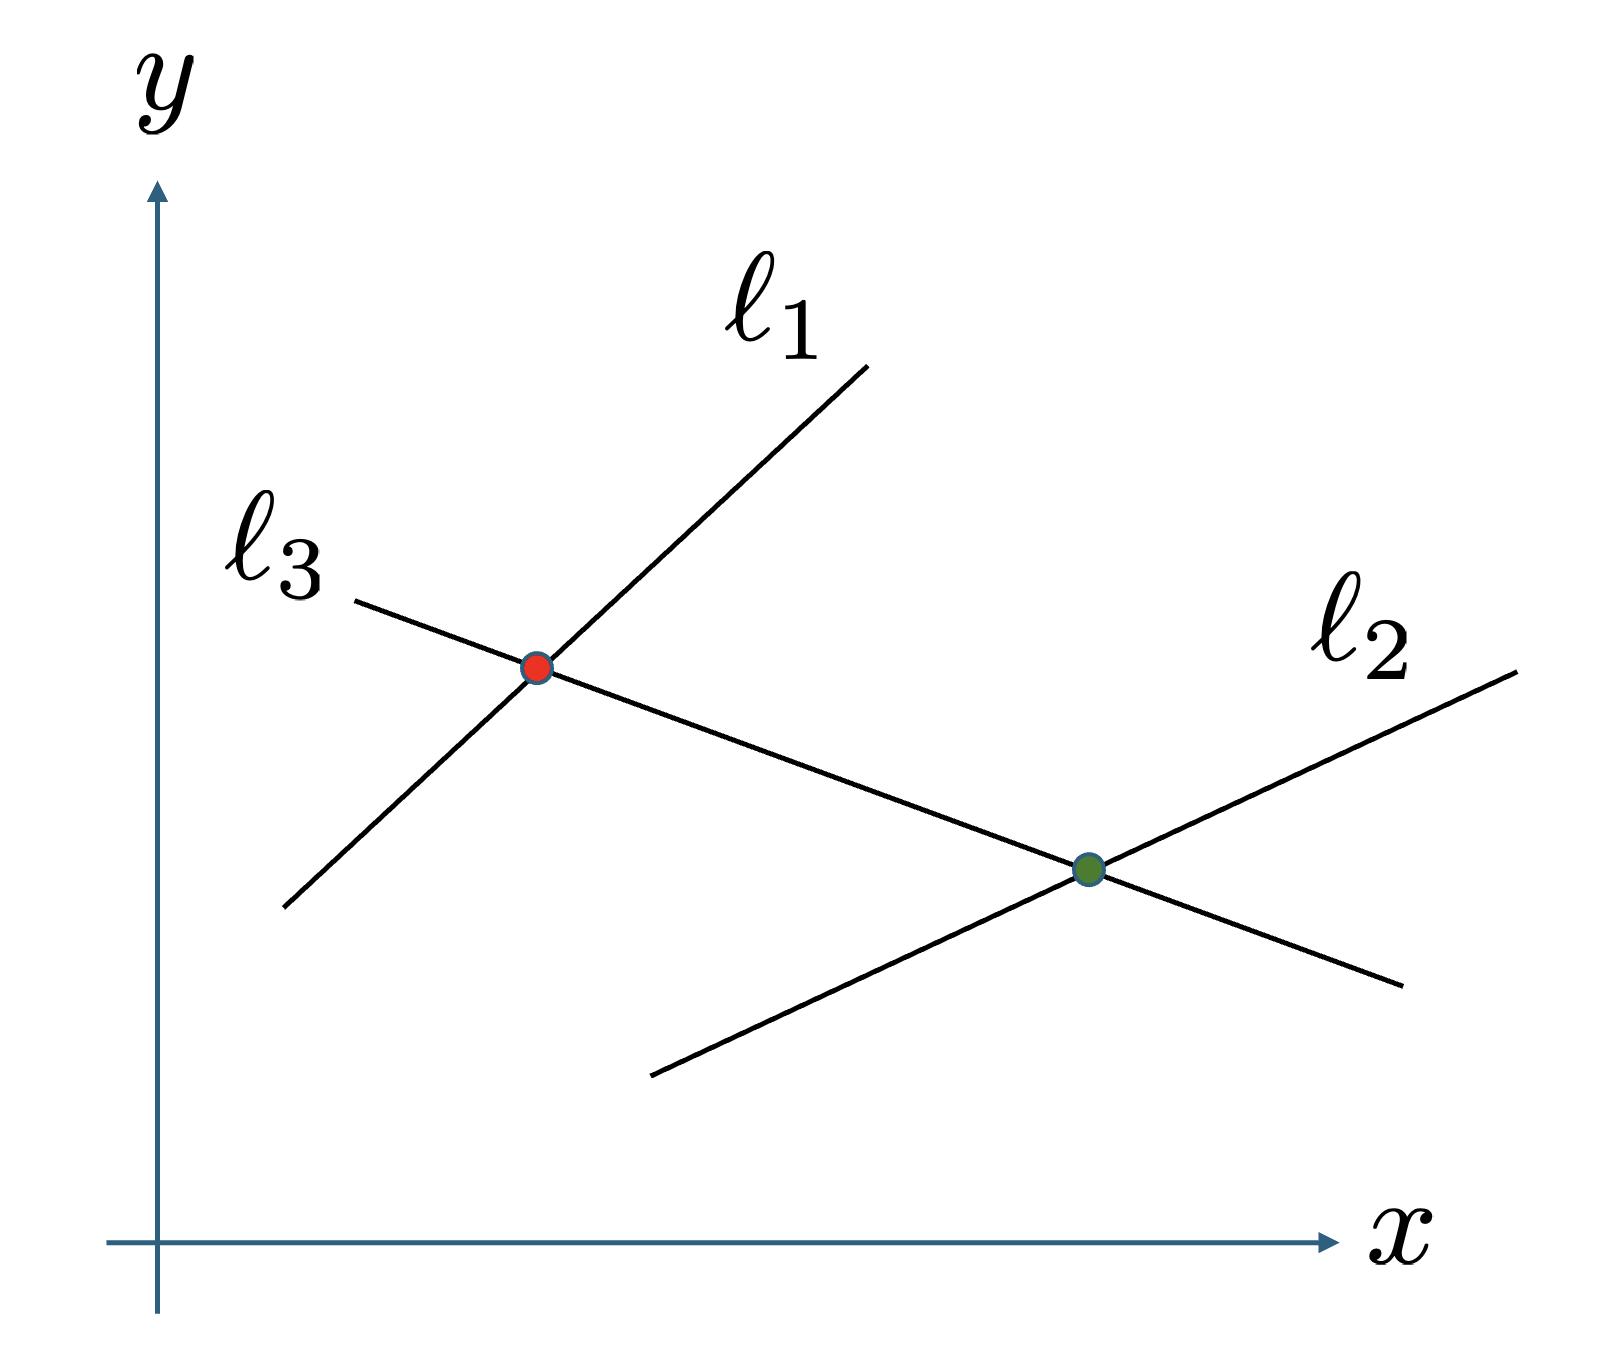 y
ℓ₁
ℓ₃
ℓ₂
x